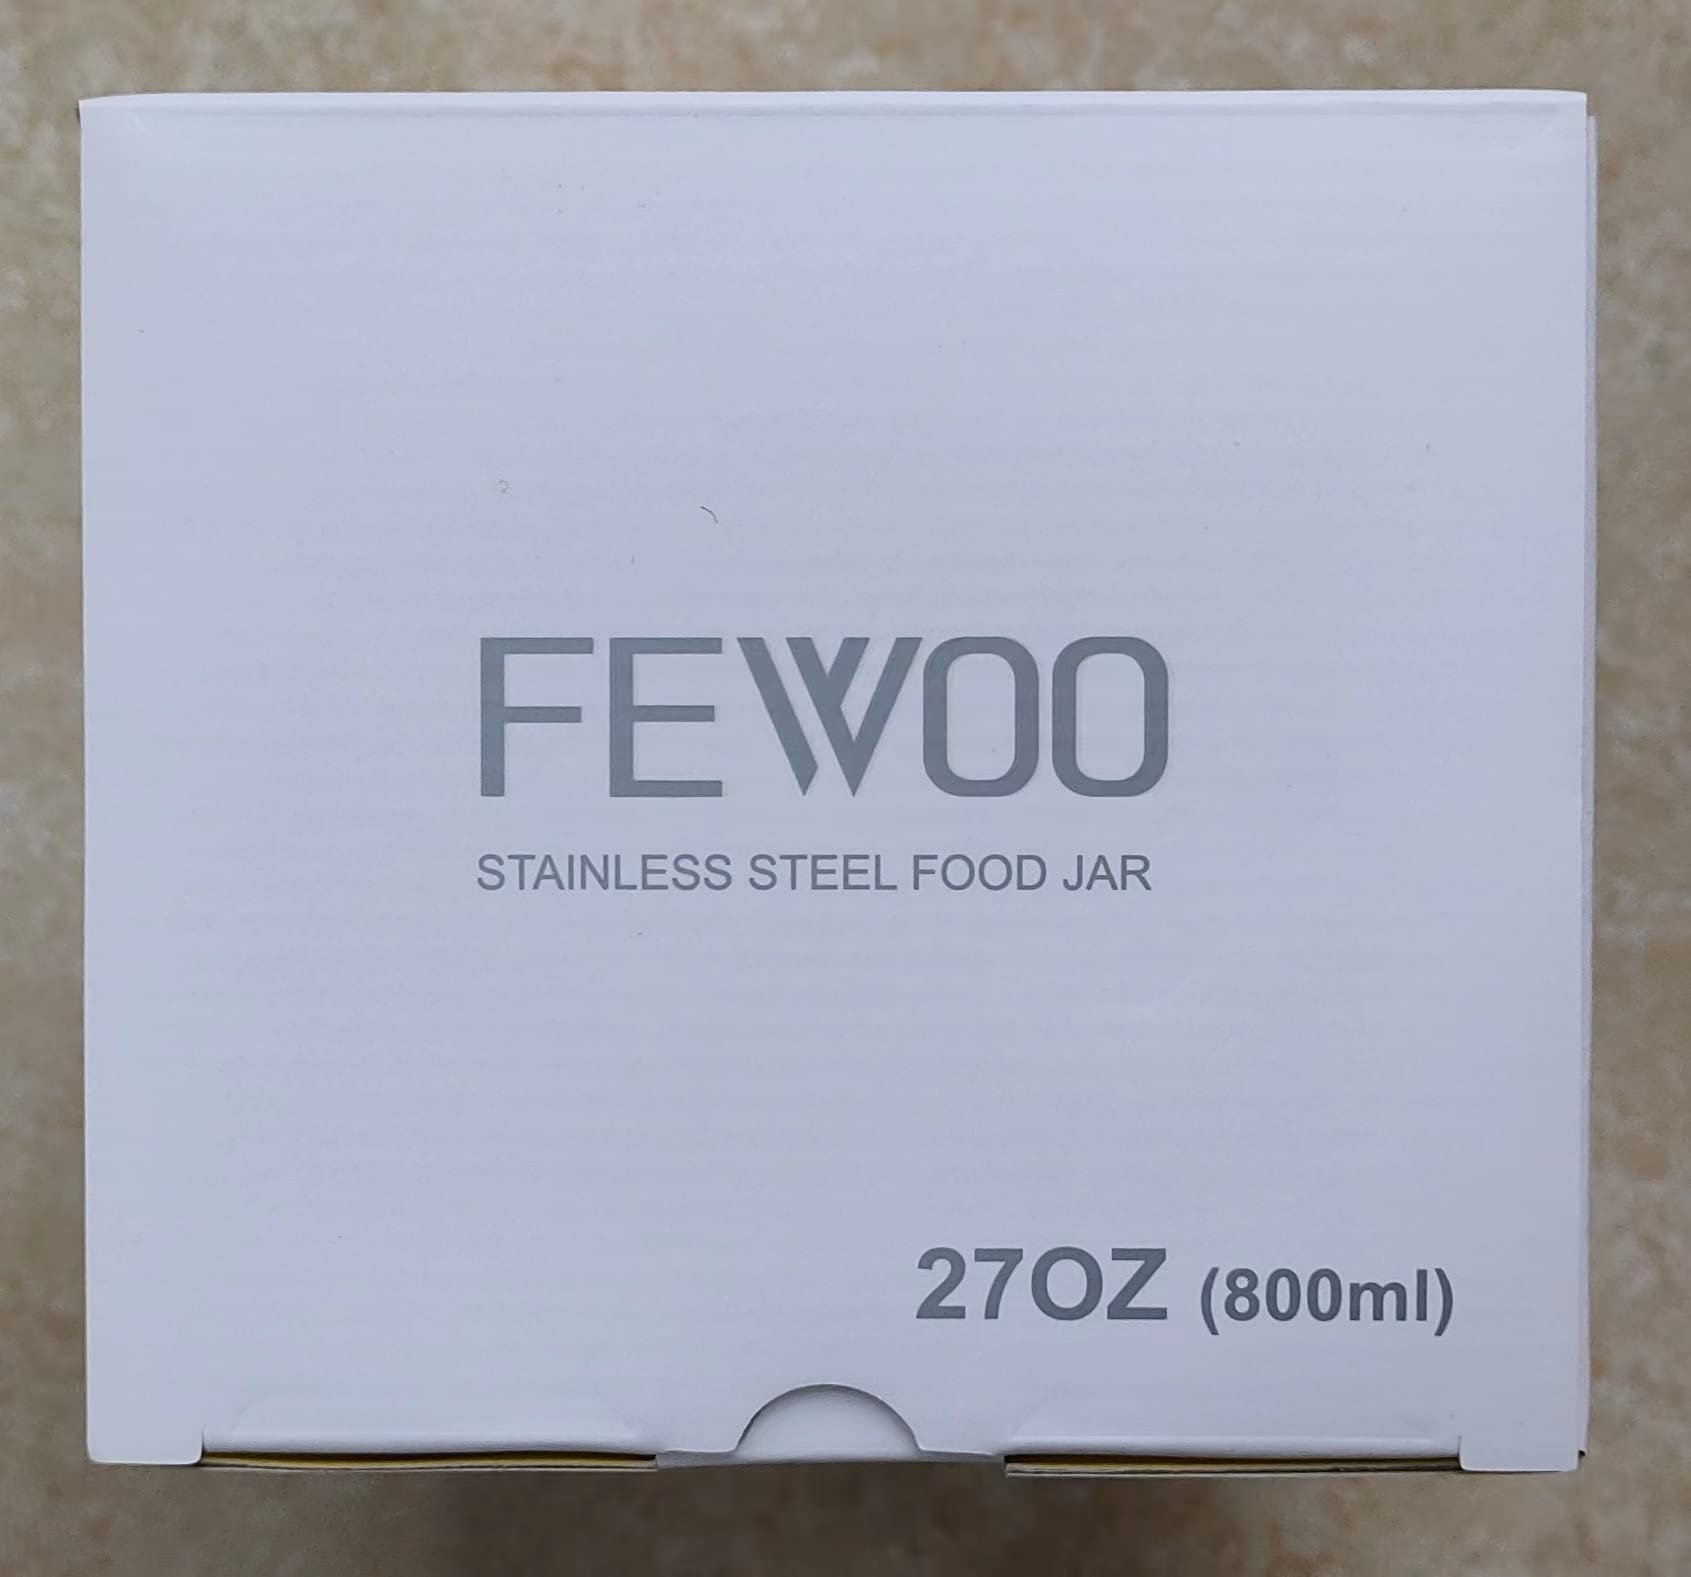 FEWOO
STAINLESS STEEL FOOD JAR
27OZ (800ml)